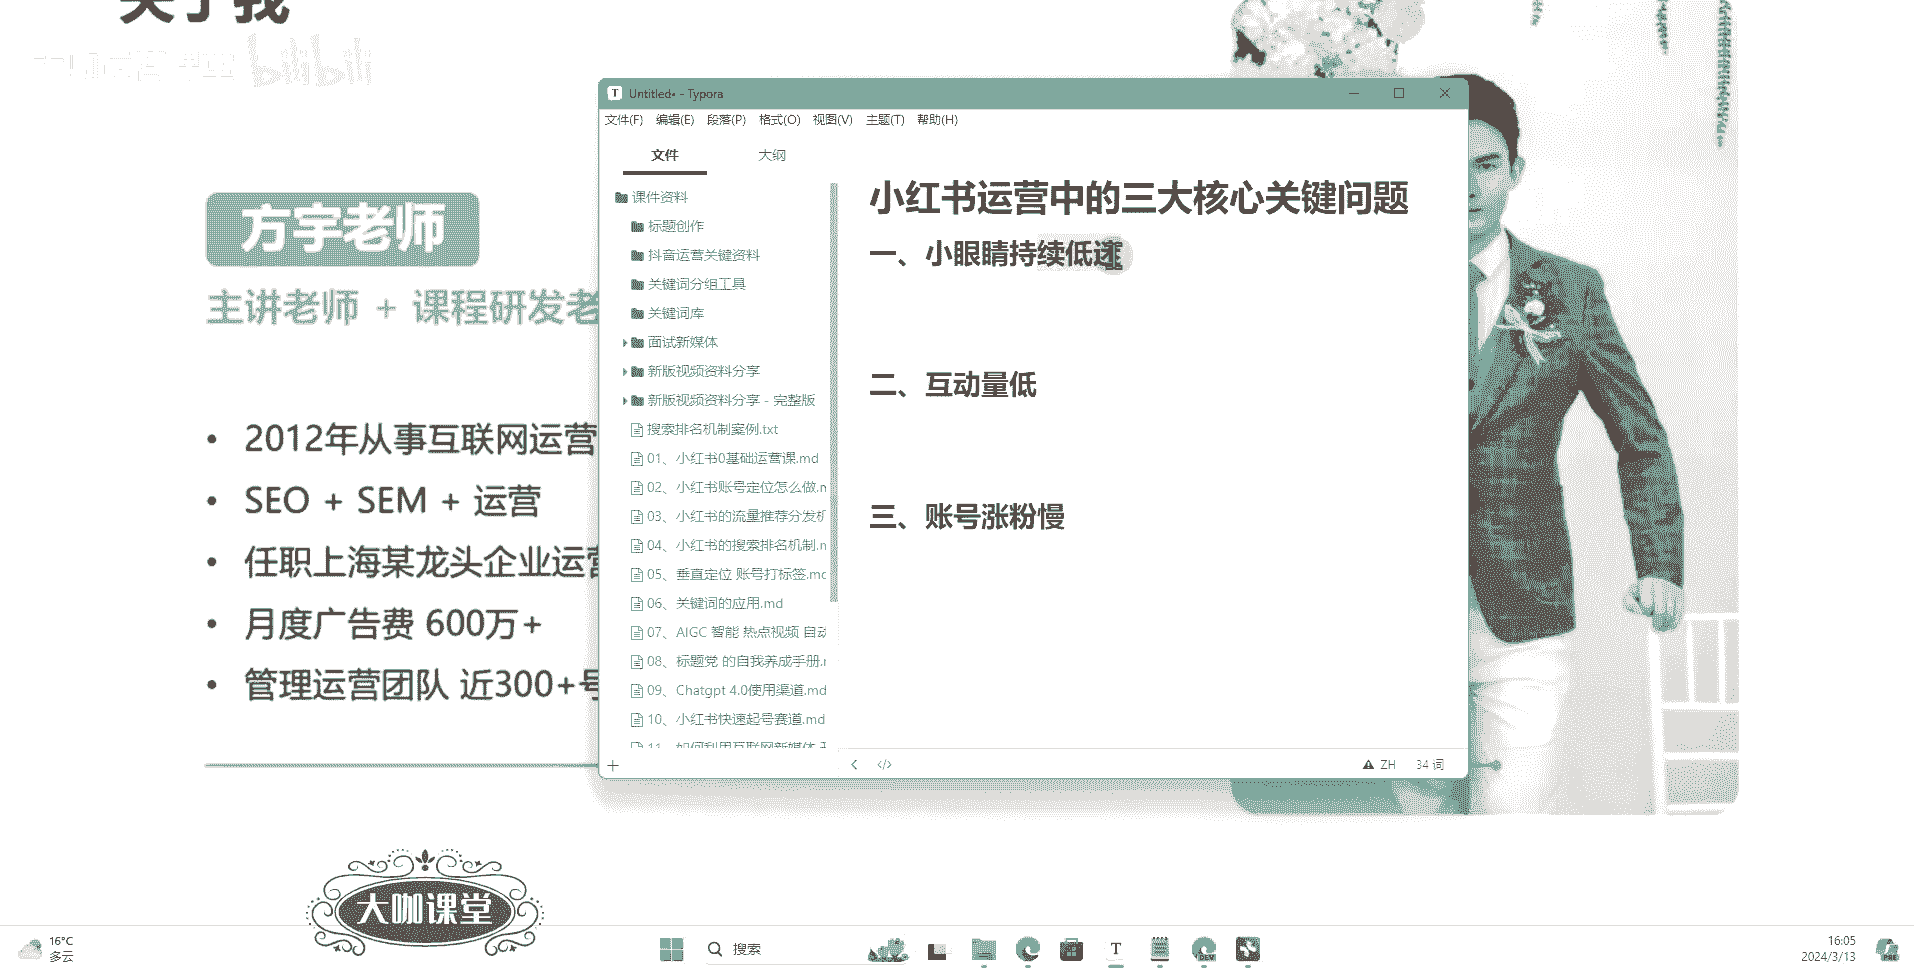 关于我
bilibili
方宇老师
主讲老师 + 课程研发老
• 2012年从事互联网运营
• SEO + SEM + 运营
• 任职上海某龙头企业运营
• 月度广告费 600万+
• 管理运营团队 近300+号
Untitled• - Typora
文件(F) 编辑(E) 段落(P) 格式(O) 视图(V) 主题(T) 帮助(H)
文件 大纲
课件资料
标题创作
抖音运营关键资料
关键词分组工具
关键词库
面试新媒体
新版视频资料分享
新版视频资料分享 - 完整版
搜索排名机制案例.txt
01、小红书0基础运营课.md
02、小红书账号定位怎么做.m
03、小红书的流量推荐分发机
04、小红书的搜索排名机制.m
05、垂直定位 账号打标签.md
06、关键词的应用.md
07、AIGC 智能 热点视频 自动
08、标题党 的自我养成手册.m
09、Chatgpt 4.0使用渠道.md
10、小红书快速起号赛道.md
11、如何利用互联网新媒体
小红书运营中的三大核心关键问题
一、小眼睛持续低迷
二、互动量低
三、账号涨粉慢
ZH 34 词
大咖课堂
16°C
多云
搜索
T
DEV
16:05
2024/3/13
PRE